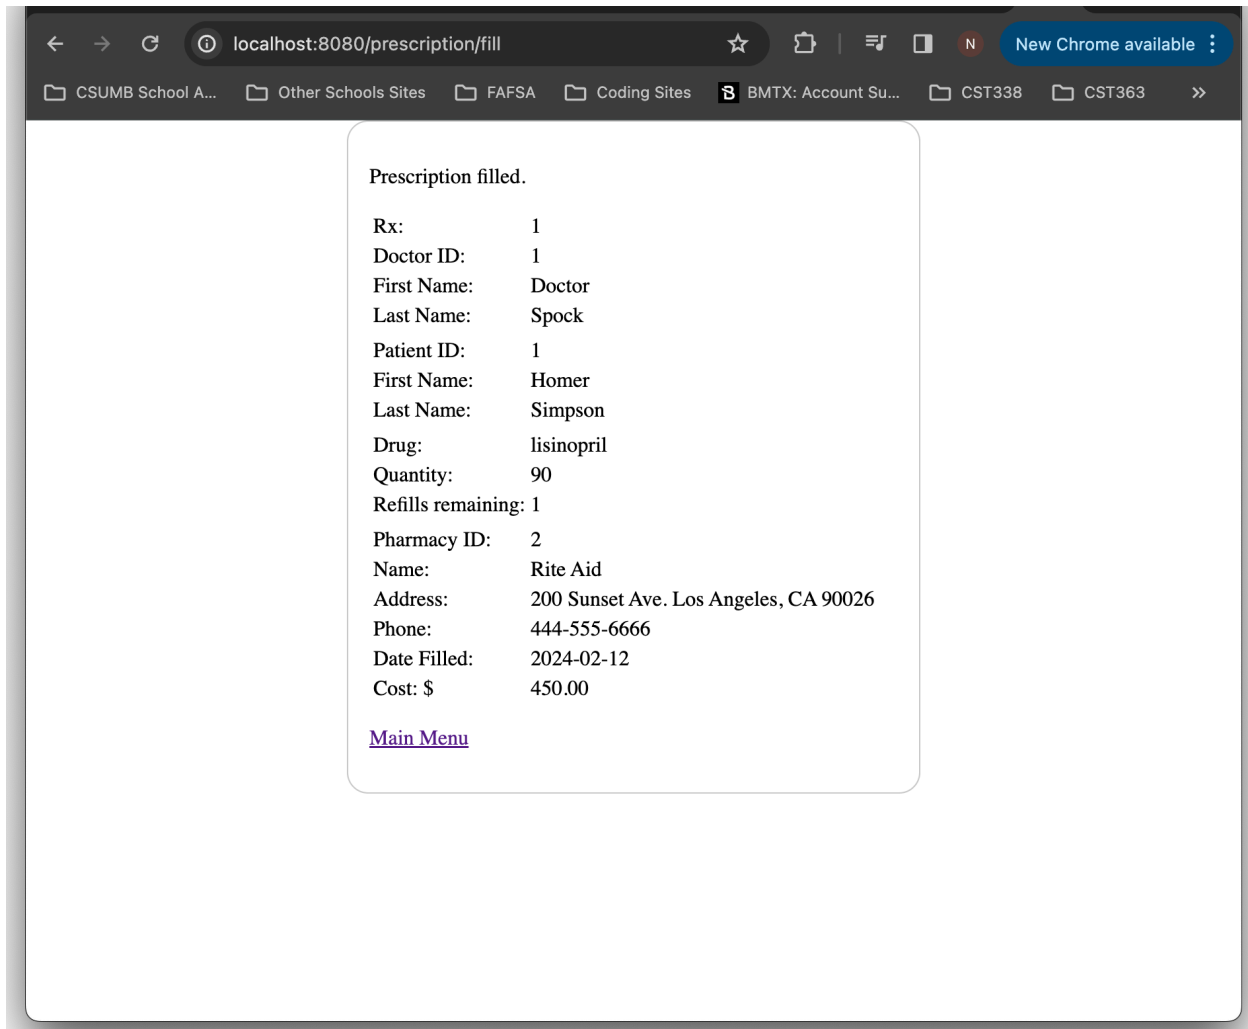 localhost:8080/prescription/fill
N
New Chrome available
CSUMB School A... Other Schools Sites FAFSA Coding Sites BMTX: Account Su... CST338 CST363
Prescription filled.
Rx: 1
Doctor ID: 1
First Name: Doctor
Last Name: Spock
Patient ID: 1
First Name: Homer
Last Name: Simpson
Drug: lisinopril
Quantity: 90
Refills remaining: 1
Pharmacy ID: 2
Name: Rite Aid
Address: 200 Sunset Ave. Los Angeles, CA 90026
Phone: 444-555-6666
Date Filled: 2024-02-12
Cost: $ 450.00
Main Menu